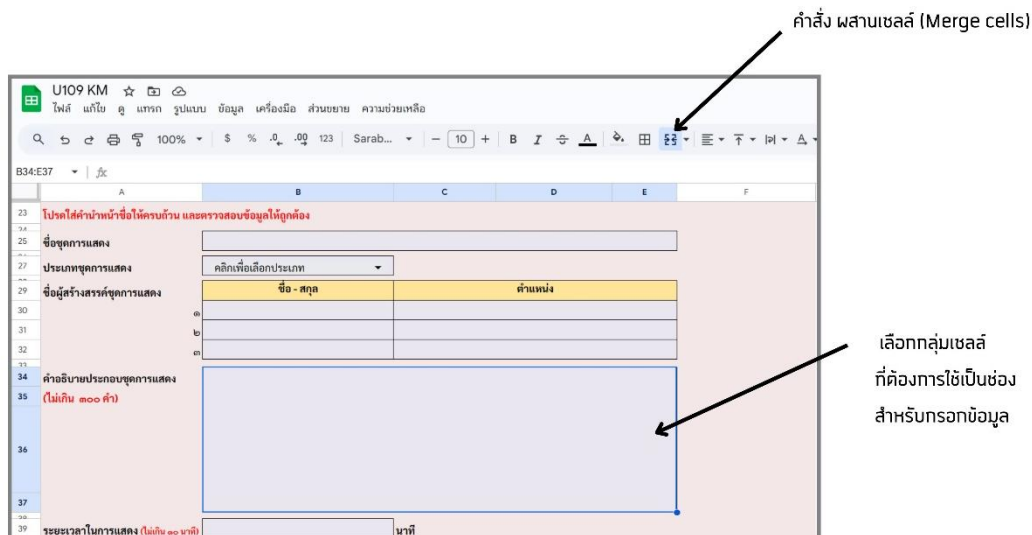 คำสั่ง ผสานเซลล์ (Merge cells)
U109 KM
ไฟล์ แก้ไข ดู แทรก รูปแบบ ข้อมูล เครื่องมือ ส่วนขยาย ความช่วยเหลือ
100% $ % .0 .00 123 Sarab... - 10 + B I A
B34:E37 fx
A B C D E F
23 โปรดใส่คำนำหน้าชื่อให้ครบถ้วน และตรวจสอบข้อมูลให้ถูกต้อง
25 ชื่อชุดการแสดง
27 ประเภทชุดการแสดง คลิกเพื่อเลือกประเภท
29 ชื่อผู้สร้างสรรค์ชุดการแสดง ชื่อ - สกุล ตำแหน่ง
30 ๑
31 ๒
32 ๓
34 คำอธิบายประกอบชุดการแสดง
35 (ไม่เกิน ๓๐๐ คำ)
36
37
39 ระยะเวลาในการแสดง (ไม่เกิน ๑๐ นาที) นาที
เลือกกลุ่มเซลล์
ที่ต้องการใช้เป็นช่อง
สำหรับกรอกข้อมูล